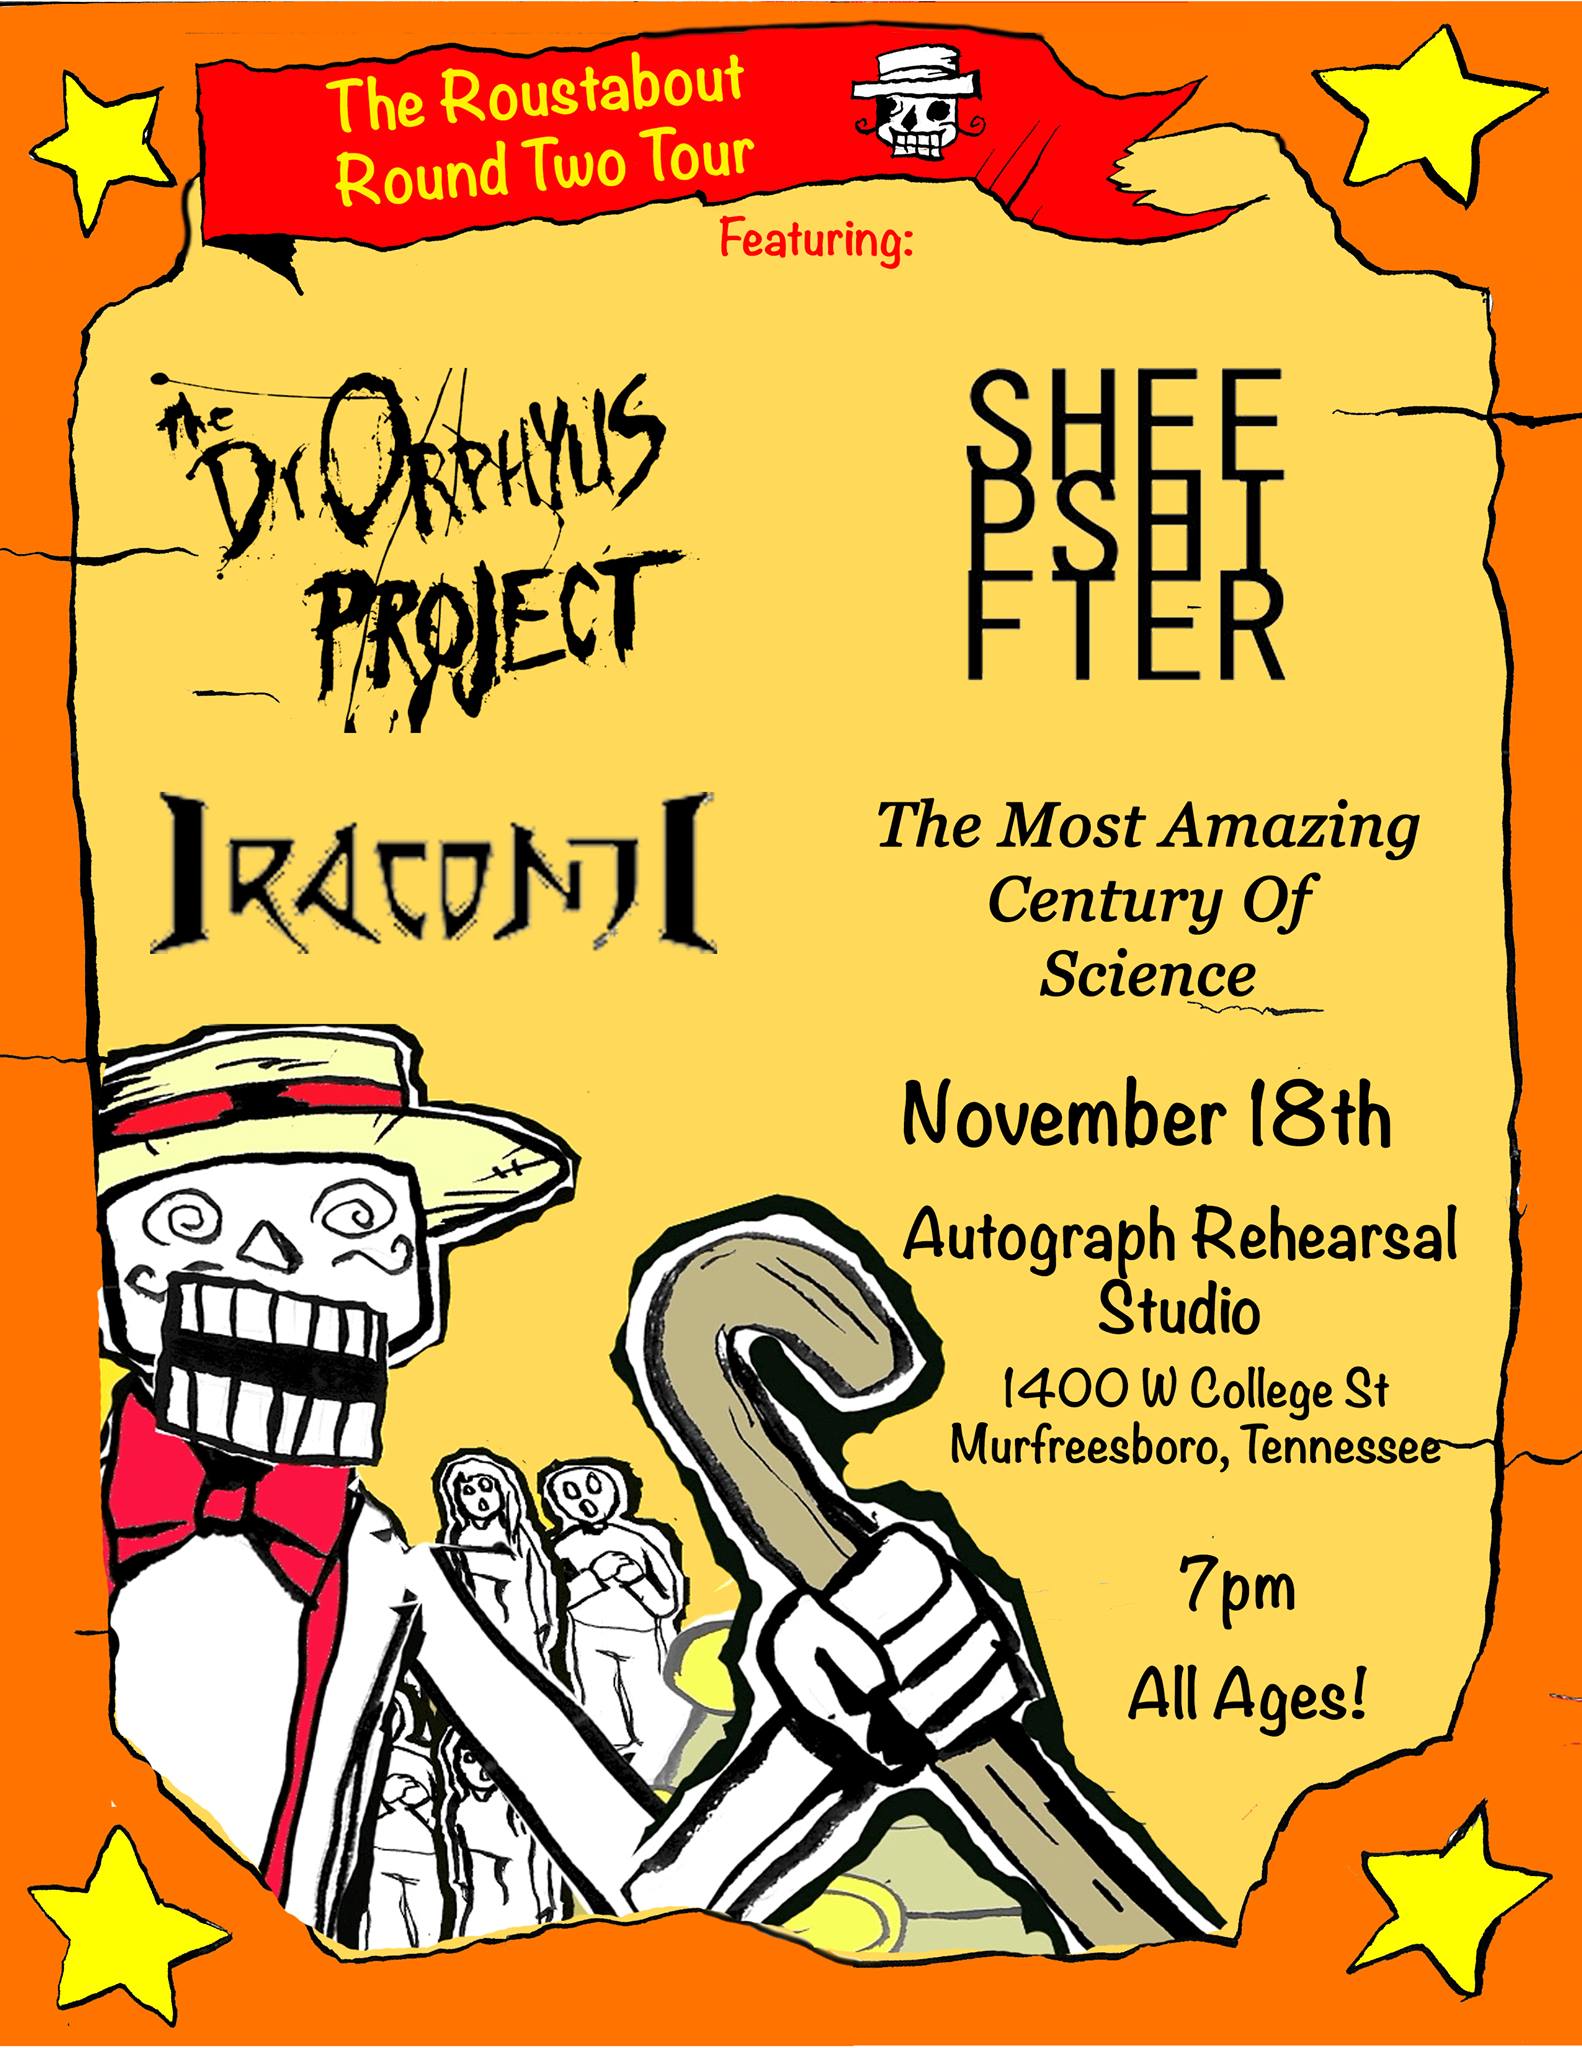 The Roustabout
Round Two Tour
Featuring:
The
Dr Orphyus
Project
SHEE
PSHI
FTER
The Most Amazing
Century Of
Science
November 18th
Autograph Rehearsal
Studio
1400 W College St
Murfreesboro, Tennessee
7pm
All Ages!